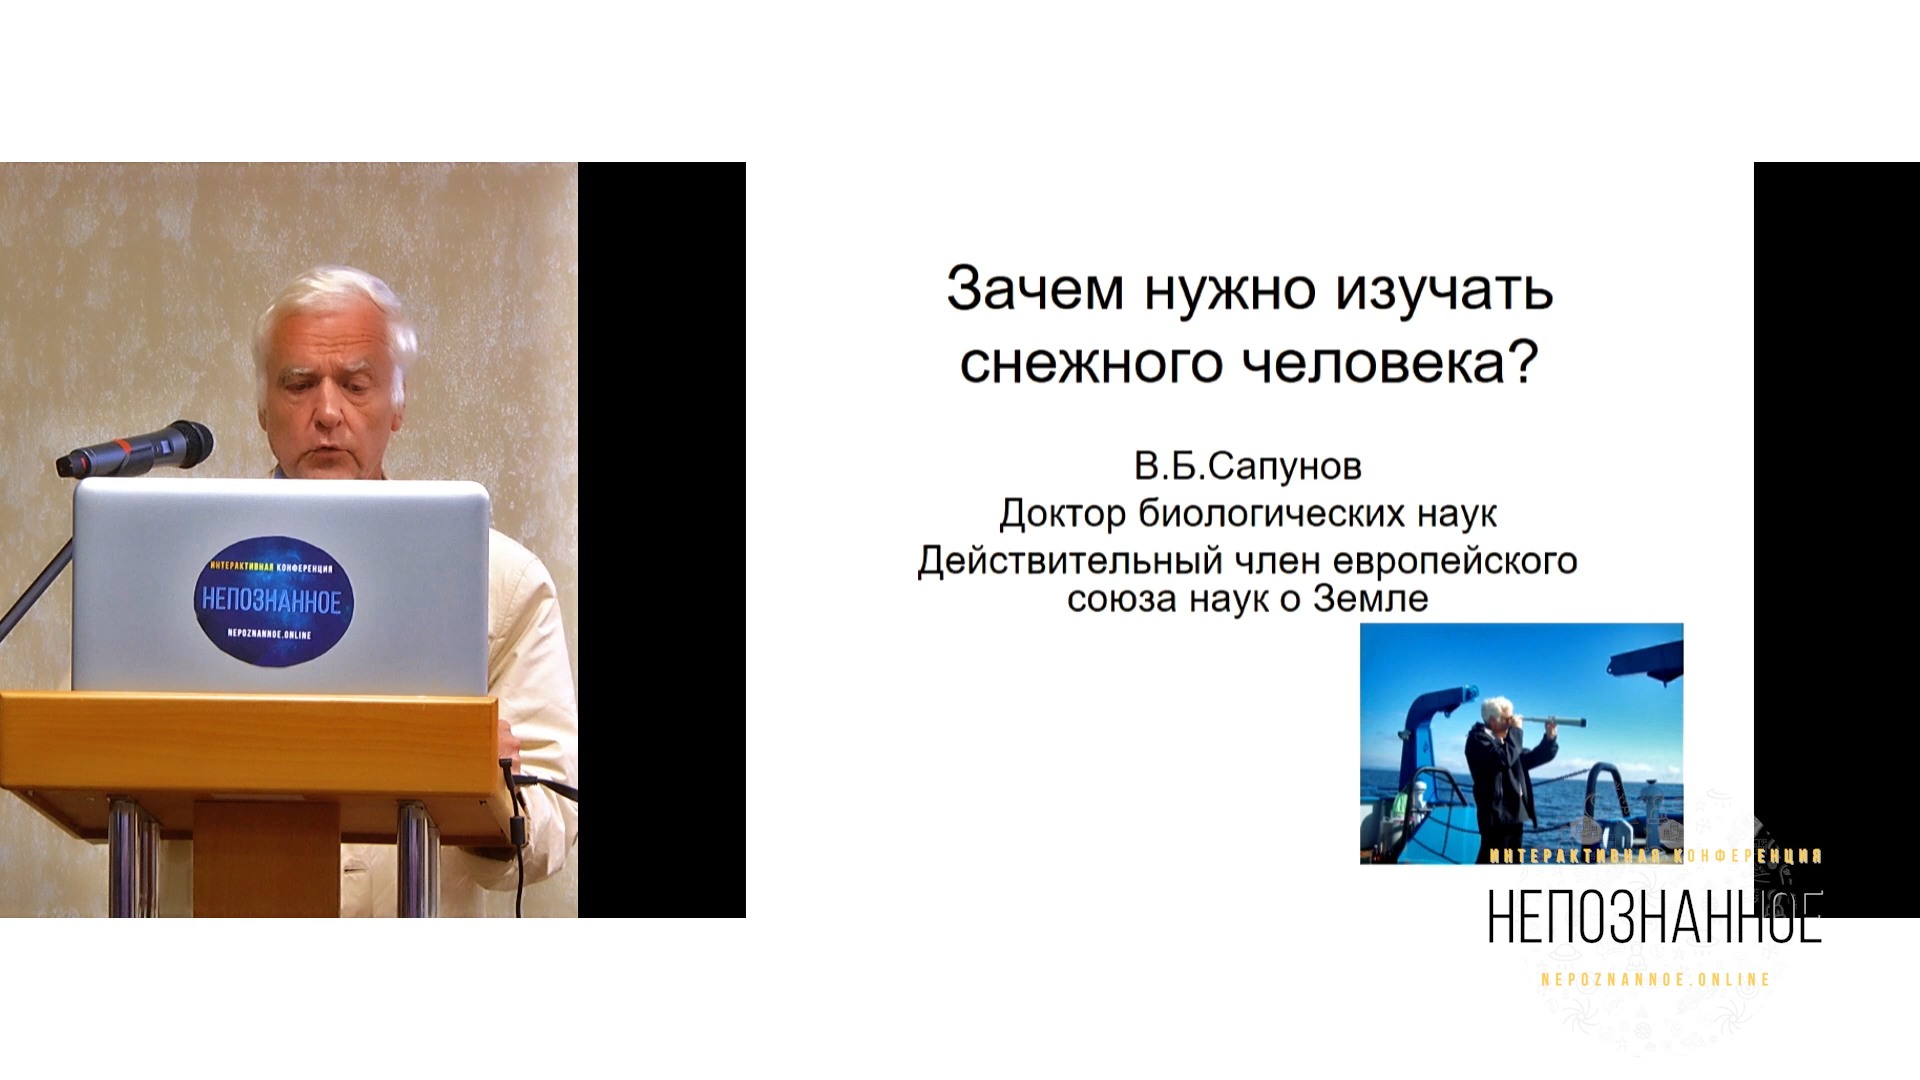 Зачем нужно изучать
снежного человека?
В.Б.Сапунов
Доктор биологических наук
Действительный член европейского
союза наук о Земле
ИНТЕРАКТИВНАЯ КОНФЕРЕНЦИЯ
НЕПОЗНАННОЕ
NEPOZNANNOE.ONLINE
ИНТЕРАКТИВНАЯ КОНФЕРЕНЦИЯ
НЕПОЗНАННОЕ
NEPOZNANNOE.ONLINE